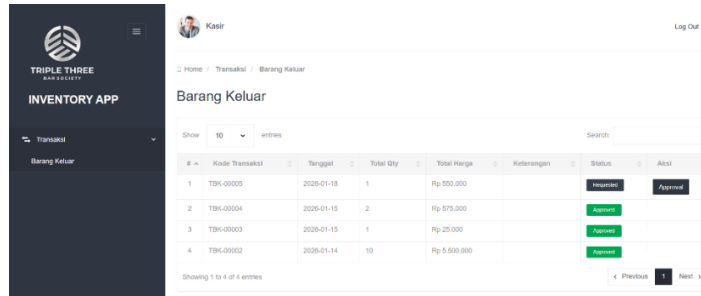 Kasir
Log Out
TRIPLE THREE
BAR SOCIETY
INVENTORY APP
Transaksi
Barang Keluar
Home / Transaksi / Barang Keluar
Barang Keluar
Show 10 entries
Search:
# Kode Transaksi Tanggal Total Qty Total Harga Keterangan Status Aksi
1 TBK-00005 2026-01-18 1 Rp 550.000 Requested Approval
2 TBK-00004 2026-01-15 2 Rp 575.000 Approved
3 TBK-00003 2026-01-15 1 Rp 25.000 Approved
4 TBK-00002 2026-01-14 10 Rp 5.500.000 Approved
Showing 1 to 4 of 4 entries
‹ Previous 1 Next ›